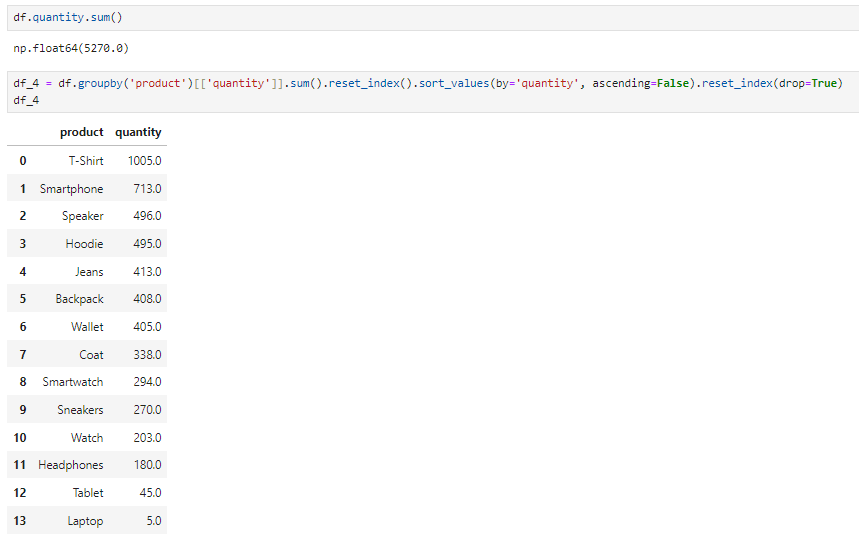 df.quantity.sum()
np.float64(5270.0)
df_4 = df.groupby('product')[['quantity']].sum().reset_index().sort_values(by='quantity', ascending=False).reset_index(drop=True)
df_4
product quantity
0 T-Shirt 1005.0
1 Smartphone 713.0
2 Speaker 496.0
3 Hoodie 495.0
4 Jeans 413.0
5 Backpack 408.0
6 Wallet 405.0
7 Coat 338.0
8 Smartwatch 294.0
9 Sneakers 270.0
10 Watch 203.0
11 Headphones 180.0
12 Tablet 45.0
13 Laptop 5.0